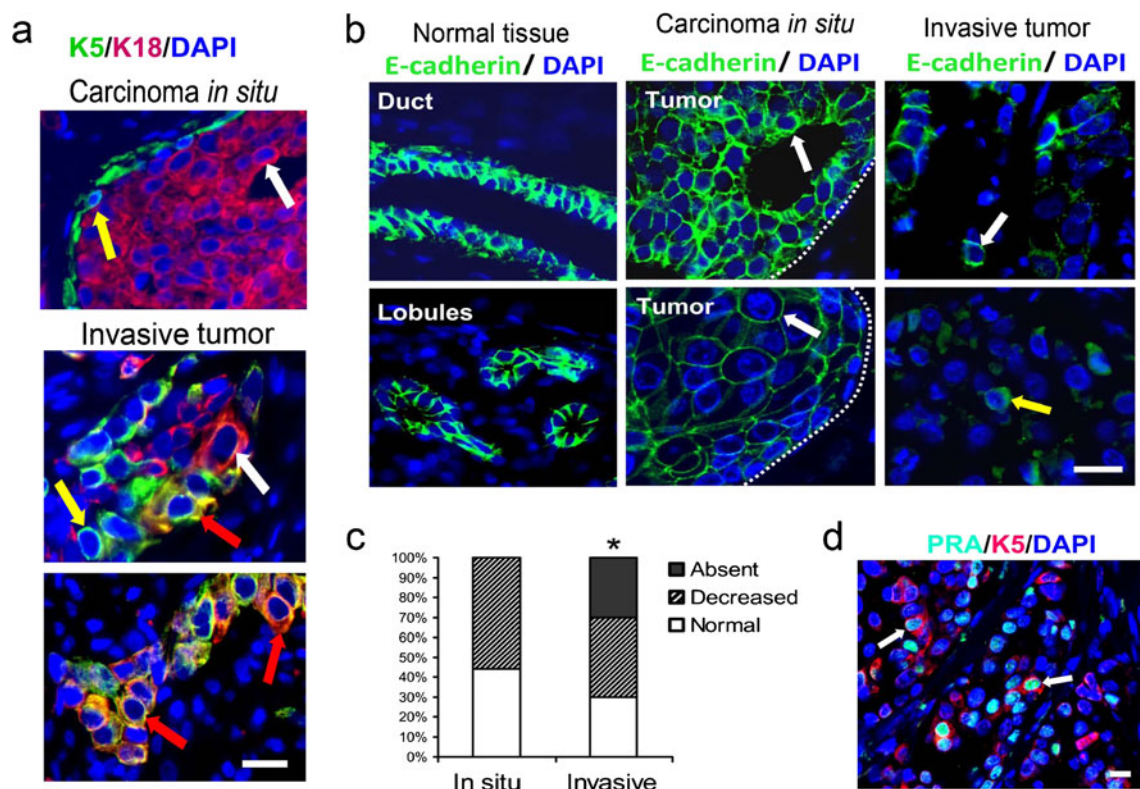 a
K5/K18/DAPI
Carcinoma in situ
Invasive tumor
b
Normal tissue
E-cadherin/ DAPI
Duct
Lobules
Carcinoma in situ
E-cadherin/ DAPI
Tumor
Tumor
Invasive tumor
E-cadherin/ DAPI
c
100%
90%
80%
70%
60%
50%
40%
30%
20%
10%
0%
*
In situ Invasive
Absent
Decreased
Normal
d
PRA/K5/DAPI